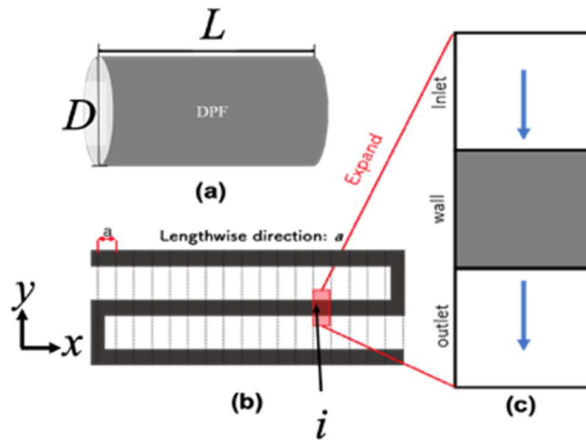 L
D
DPF
(a)
Expand
Inlet
wall
outlet
a
Lengthwise direction: a
y
x
(b)
i
(c)